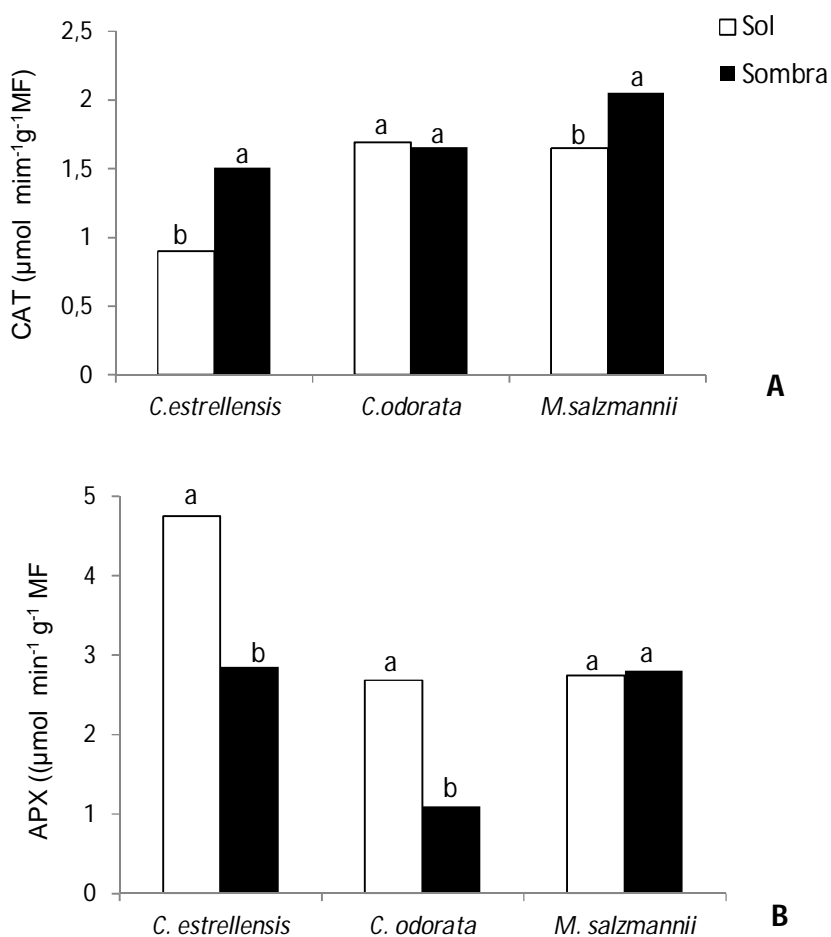 Sol
Sombra
CAT (µmol mim⁻¹g⁻¹MF)
2,5
2
1,5
1
0,5
0
b
a
a
a
b
a
C.estrellensis
C.odorata
M.salzmannii
A
APX ((µmol min⁻¹ g⁻¹ MF
5
4
3
2
1
0
a
b
a
b
a
a
C. estrellensis
C. odorata
M. salzmannii
B